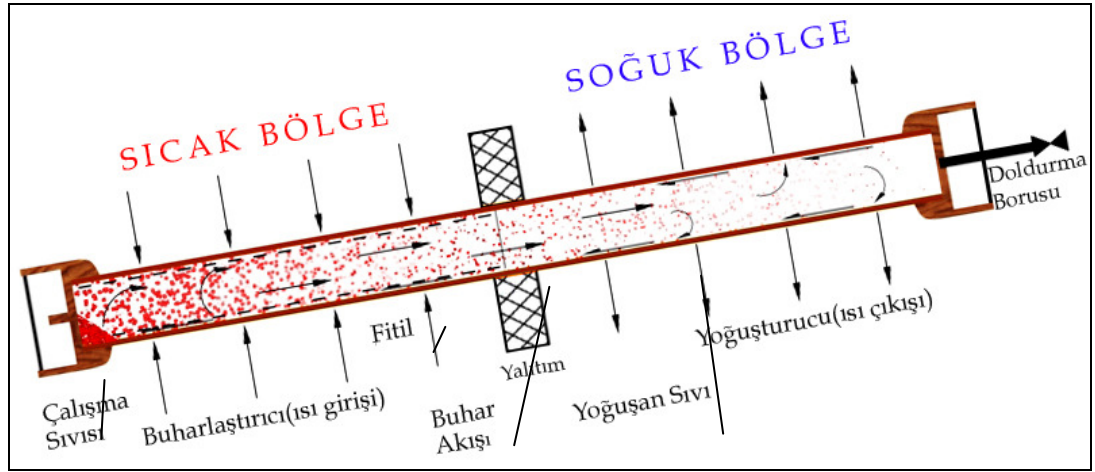 SICAK BÖLGE
SOĞUK BÖLGE
Doldurma
Borusu
Fitil
Yalıtım
Yoğuşturucu(ısı çıkışı)
Çalışma
Sıvısı
Buharlaştırıcı(ısı girişi)
Buhar
Akışı
Yoğuşan Sıvı